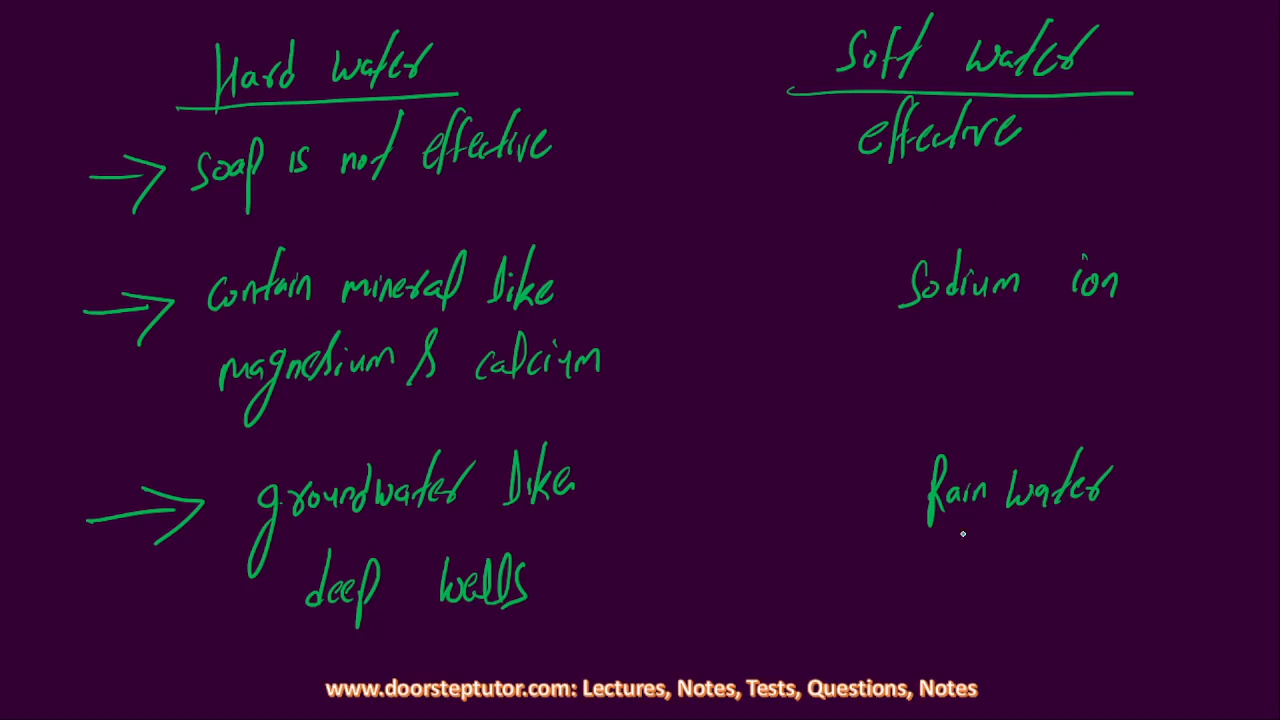 Hard water
Soft water
soap is not effective
effective
contain mineral like
magnesium & calcium
Sodium ion
groundwater like
deep wells
Rain water
www.doorsteptutor.com: Lectures, Notes, Tests, Questions, Notes